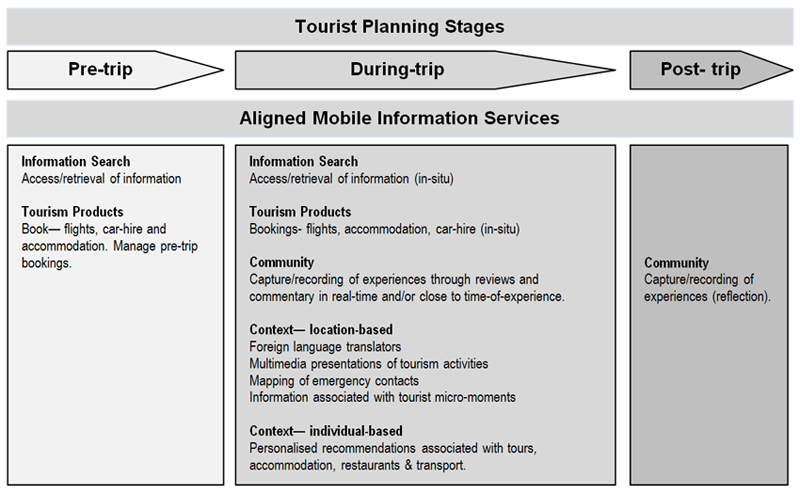 Tourist Planning Stages
Pre-trip
During-trip
Post- trip
Aligned Mobile Information Services
Information Search
Access/retrieval of information
Tourism Products
Book— flights, car-hire and
accommodation. Manage pre-trip
bookings.
Information Search
Access/retrieval of information (in-situ)
Tourism Products
Bookings- flights, accommodation, car-hire (in-situ)
Community
Capture/recording of experiences through reviews and
commentary in real-time and/or close to time-of-experience.
Context— location-based
Foreign language translators
Multimedia presentations of tourism activities
Mapping of emergency contacts
Information associated with tourist micro-moments
Context— individual-based
Personalised recommendations associated with tours,
accommodation, restaurants & transport.
Community
Capture/recording of
experiences (reflection).